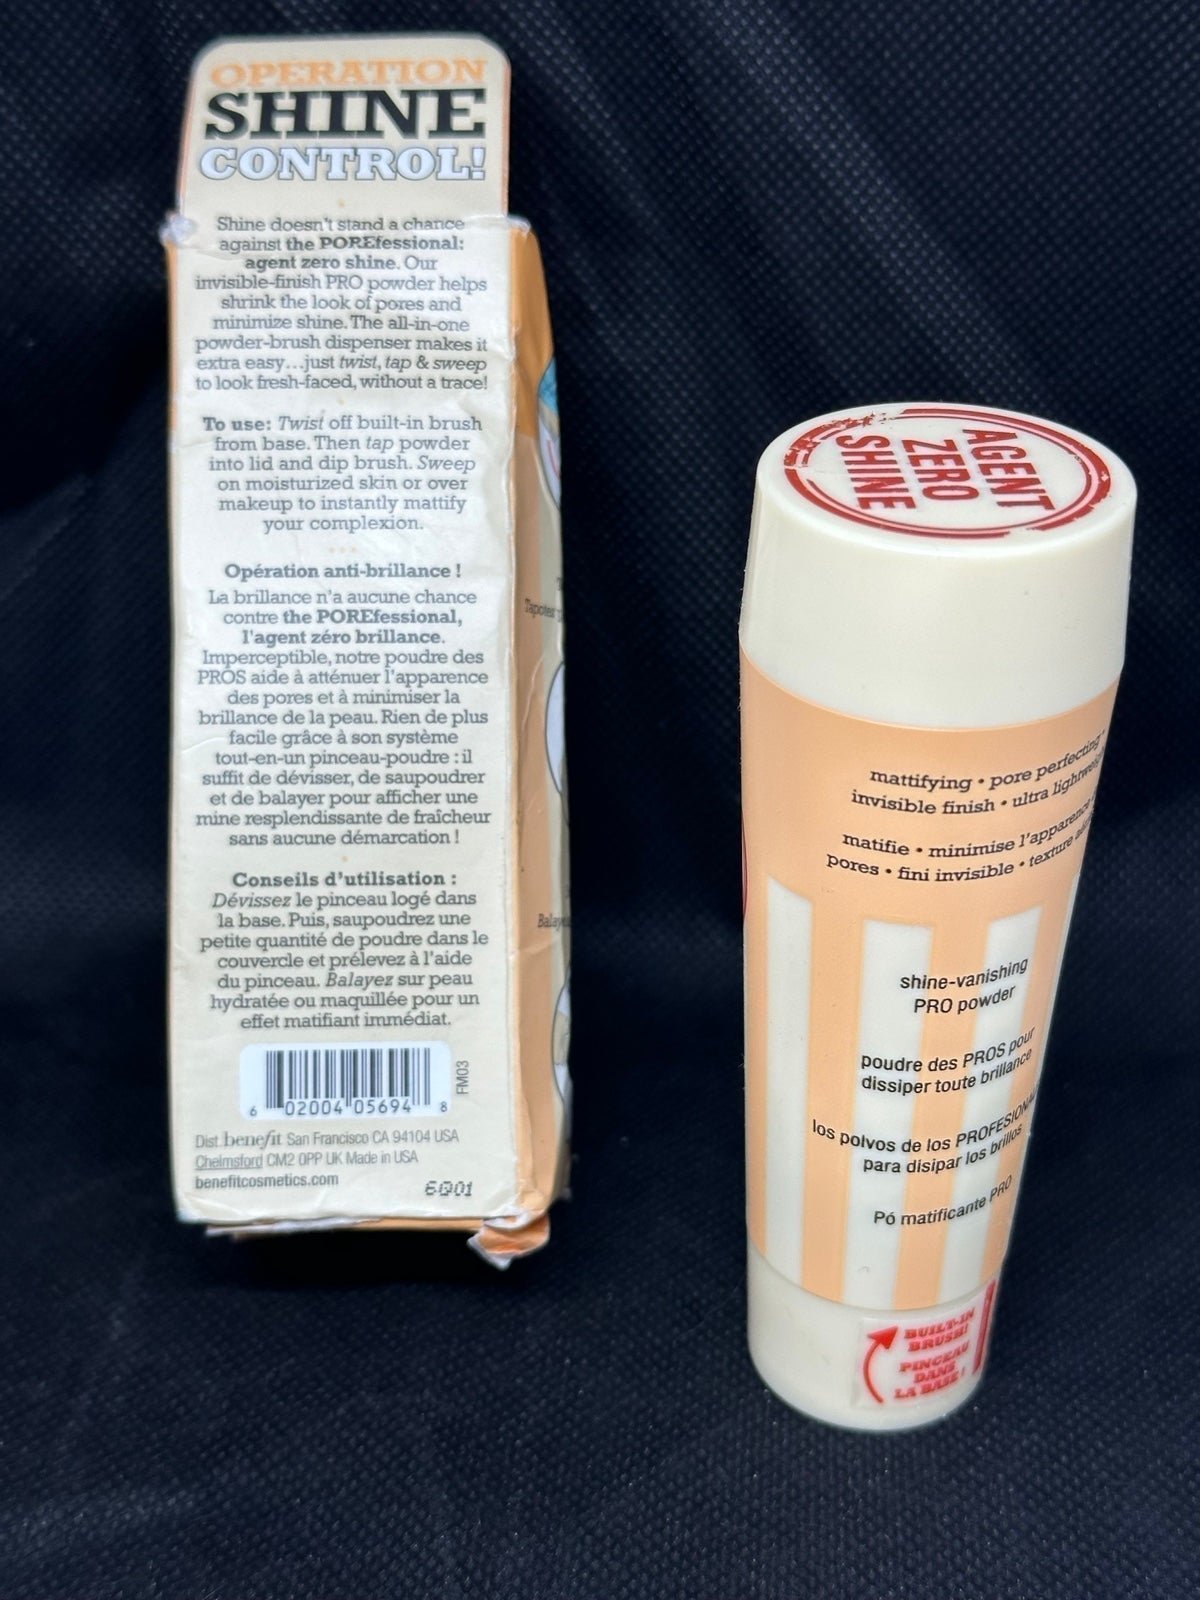 OPERATION
SHINE
CONTROL!
Shine doesn't stand a chance
against the POREfessional:
agent zero shine. Our
invisible-finish PRO powder helps
shrink the look of pores and
minimize shine. The all-in-one
powder-brush dispenser makes it
extra easy...just twist, tap & sweep
to look fresh-faced, without a trace!
To use: Twist off built-in brush
from base. Then tap powder
into lid and dip brush. Sweep
on moisturized skin or over
makeup to instantly mattify
your complexion.
Opération anti-brillance !
La brillance n'a aucune chance
contre the POREfessional,
l'agent zéro brillance.
Imperceptible, notre poudre des
PROS aide à atténuer l'apparence
des pores et à minimiser la
brillance de la peau. Rien de plus
facile grâce à son système
tout-en-un pinceau-poudre : il
suffit de dévisser, de saupoudrer
et de balayer pour afficher une
mine resplendissante de fraîcheur
sans aucune démarcation !
Conseils d'utilisation :
Dévissez le pinceau logé dans
la base. Puis, saupoudrez une
petite quantité de poudre dans le
couvercle et prélevez à l'aide
du pinceau. Balayez sur peau
hydratée ou maquillée pour un
effet matifiant immédiat.
6 02004 05694 8
FM03
Dist. benefit San Francisco CA 94104 USA
Chelmsford CM2 0PP UK Made in USA
benefitcosmetics.com
6Q01
Tapotez
AGENT
ZERO
SHINE
mattifying • pore perfecting •
invisible finish • ultra lightweight
matifie • minimise l'apparence
pores • fini invisible • texture
shine-vanishing
PRO powder
poudre des PROS pour
dissiper toute brillance
los polvos de los PROFESIONA
para disipar los brillos
Pó matificante PRO
BUILT-IN
BRUSH!
PINCEAU
DANS
LA BASE !